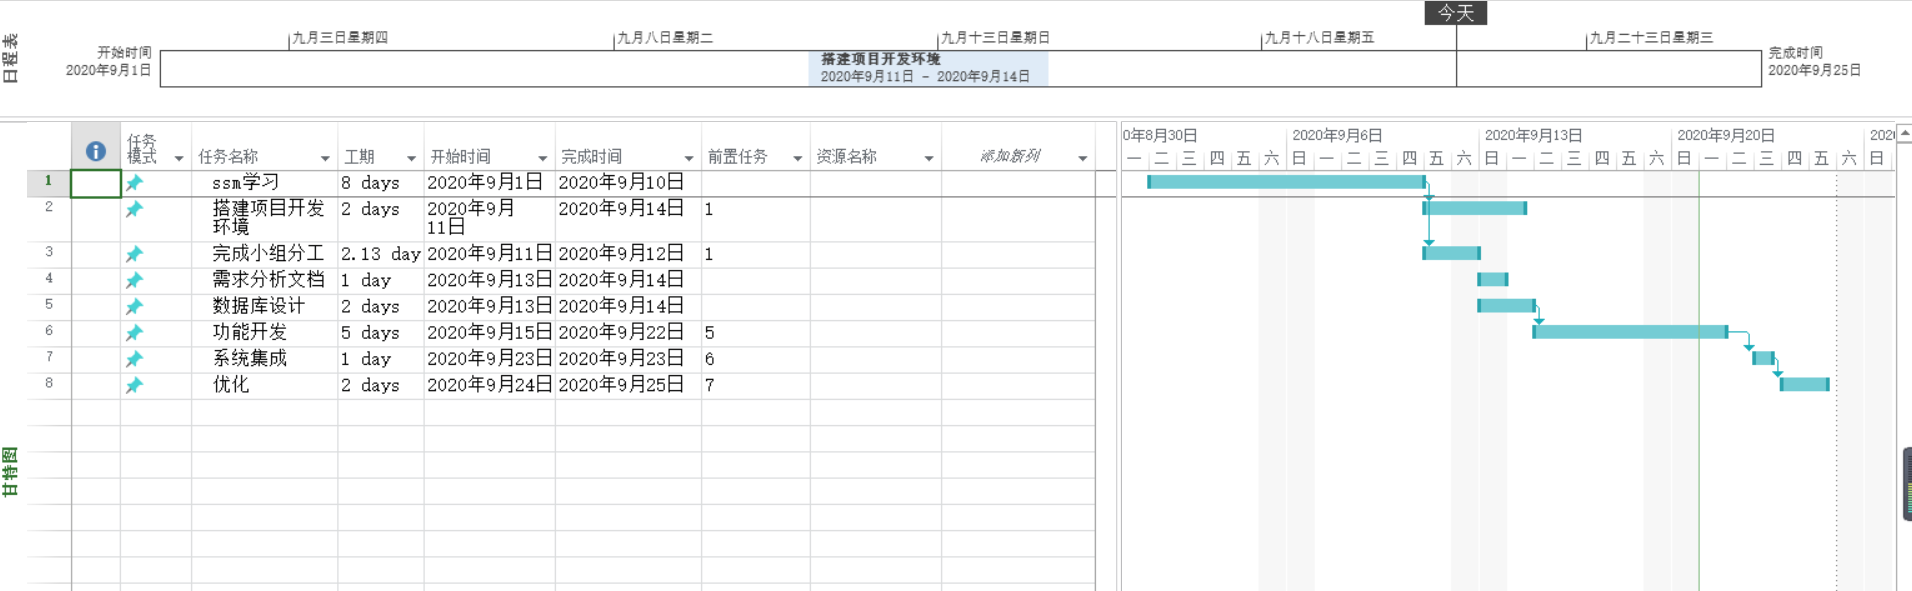 今天
九月三日星期四
九月八日星期二
九月十三日星期日
九月十八日星期五
九月二十三日星期三
日程表
开始时间
2020年9月1日
搭建项目开发环境
2020年9月11日 - 2020年9月14日
完成时间
2020年9月25日
任务
模式
任务名称
工期
开始时间
完成时间
前置任务
资源名称
添加新列
1 ssm学习 8 days 2020年9月1日 2020年9月10日
2 搭建项目开发 2 days 2020年9月 2020年9月14日 1
环境 11日
3 完成小组分工 2.13 day 2020年9月11日 2020年9月12日 1
4 需求分析文档 1 day 2020年9月13日 2020年9月14日
5 数据库设计 2 days 2020年9月13日 2020年9月14日
6 功能开发 5 days 2020年9月15日 2020年9月22日 5
7 系统集成 1 day 2020年9月23日 2020年9月23日 6
8 优化 2 days 2020年9月24日 2020年9月25日 7
甘特图
0年8月30日 2020年9月6日 2020年9月13日 2020年9月20日 202
一 二 三 四 五 六 日 一 二 三 四 五 六 日 一 二 三 四 五 六 日 一 二 三 四 五 六 日